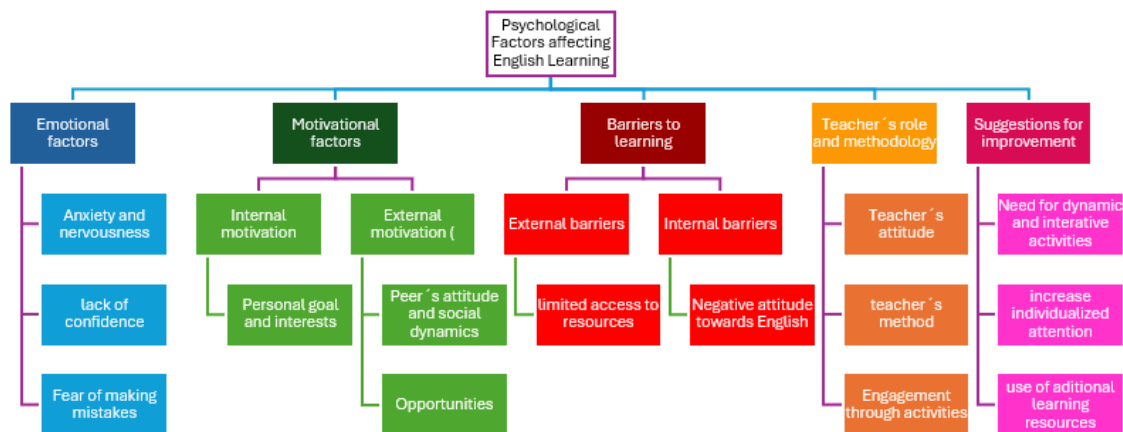 Psychological
Factors affecting
English Learning
Emotional
factors
Motivational
factors
Barriers to
learning
Teacher´s role
and methodology
Suggestions for
improvement
Anxiety and
nervousness
Internal
motivation
External
motivation (
External barriers
Internal barriers
Teacher´s
attitude
Need for dynamic
and interative
activities
lack of
confidence
Personal goal
and interests
Peer´s attitude
and social
dynamics
limited access to
resources
Negative attitude
towards English
teacher´s
method
increase
individualized
attention
Fear of making
mistakes
Opportunities
Engagement
through activities
use of aditional
learning
resources